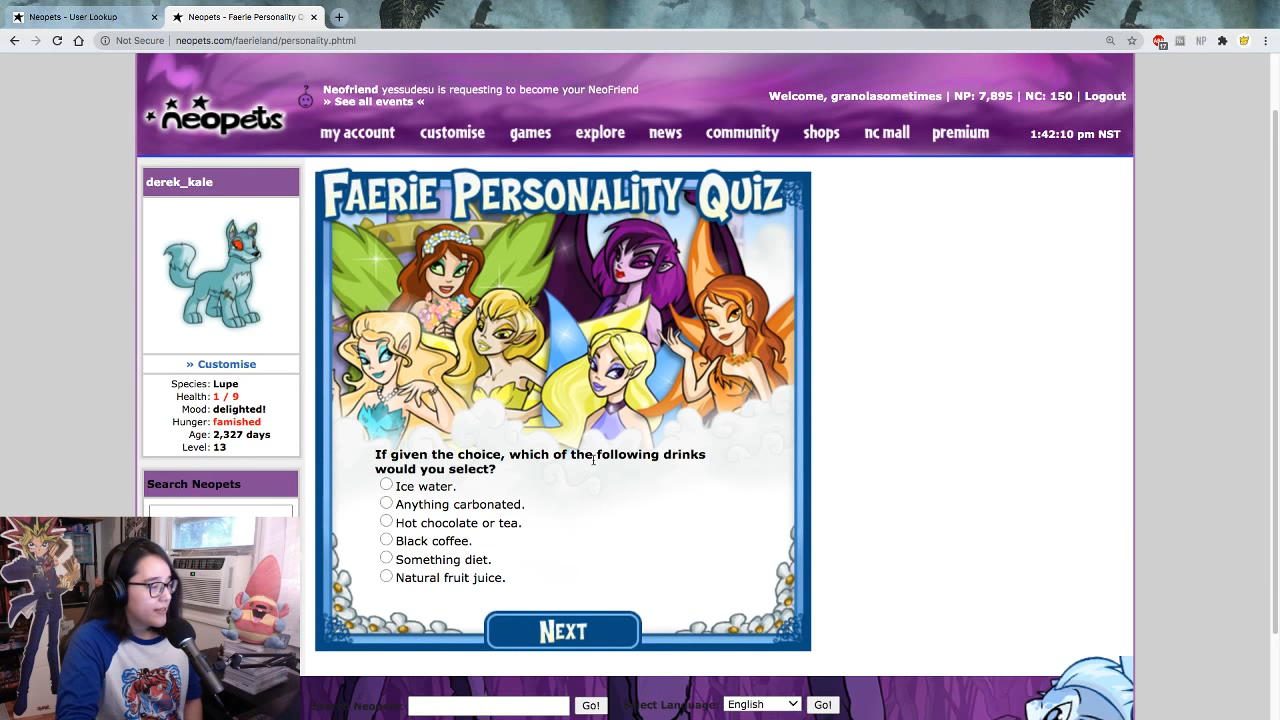 Neopets - User Lookup
Neopets - Faerie Personality Q
Not Secure | neopets.com/faerieland/personality.phtml
17
NP
neopets
Neofriend yessudesu is requesting to become your NeoFriend
» See all events «
Welcome, granolasometimes | NP: 7,895 | NC: 150 | Logout
my account customise games explore news community shops nc mall premium
1:42:10 pm NST
derek_kale
» Customise
Species: Lupe
Health: 1 / 9
Mood: delighted!
Hunger: famished
Age: 2,327 days
Level: 13
Search Neopets
Faerie Personality Quiz
If given the choice, which of the following drinks
would you select?
Ice water.
Anything carbonated.
Hot chocolate or tea.
Black coffee.
Something diet.
Natural fruit juice.
Next
Go!
Select Language: English Go!